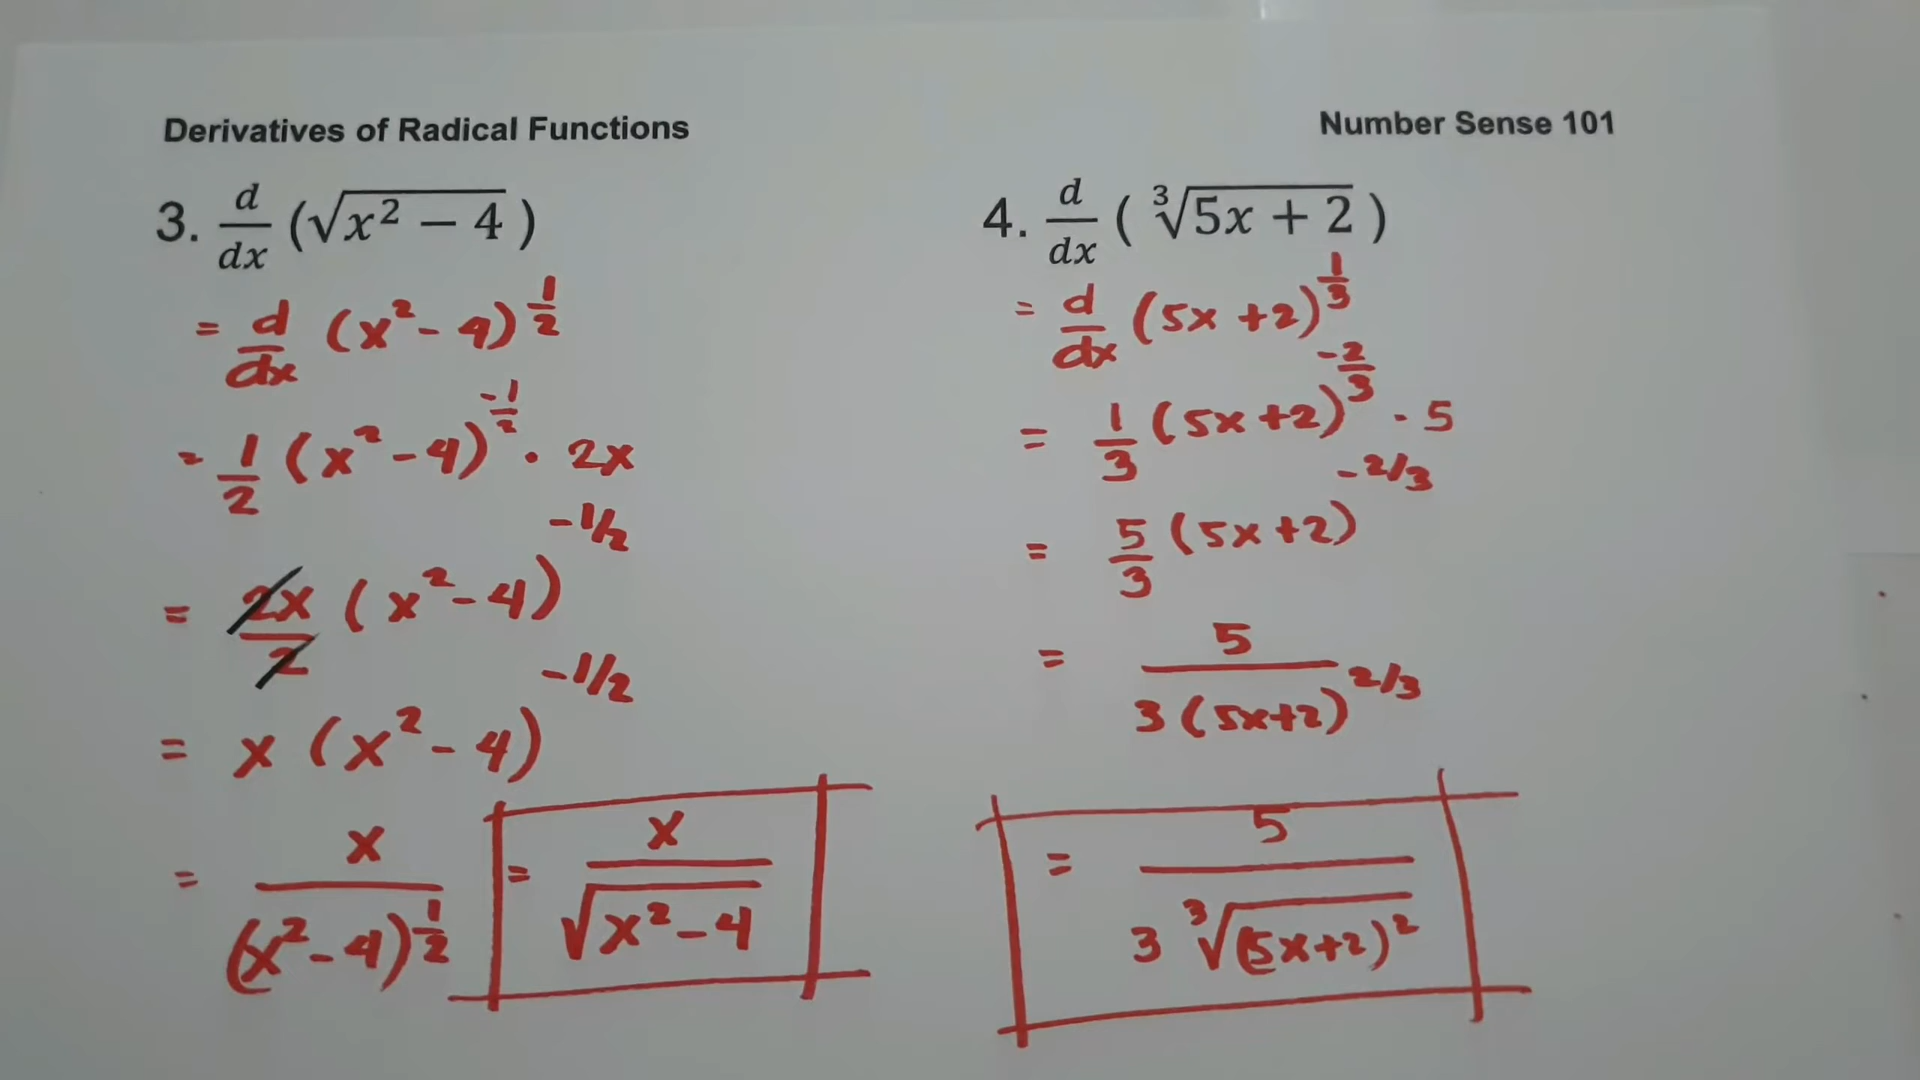 Derivatives of Radical Functions
Number Sense 101
3. d/dx (√(x² − 4))
= d/dx (x² - 4)^(1/2)
= 1/2 (x² - 4)^(-1/2) · 2x
= 2x/2 (x² - 4)^(-1/2)
= x (x² - 4)^(-1/2)
= x/(x² - 4)^(1/2) = x/√(x² - 4)
4. d/dx (∛(5x + 2))
= d/dx (5x + 2)^(1/3)
= 1/3 (5x + 2)^(-2/3) · 5
= 5/3 (5x + 2)^(-2/3)
= 5/(3(5x+2)^(2/3))
= 5/(3 ∛((5x+2)²))